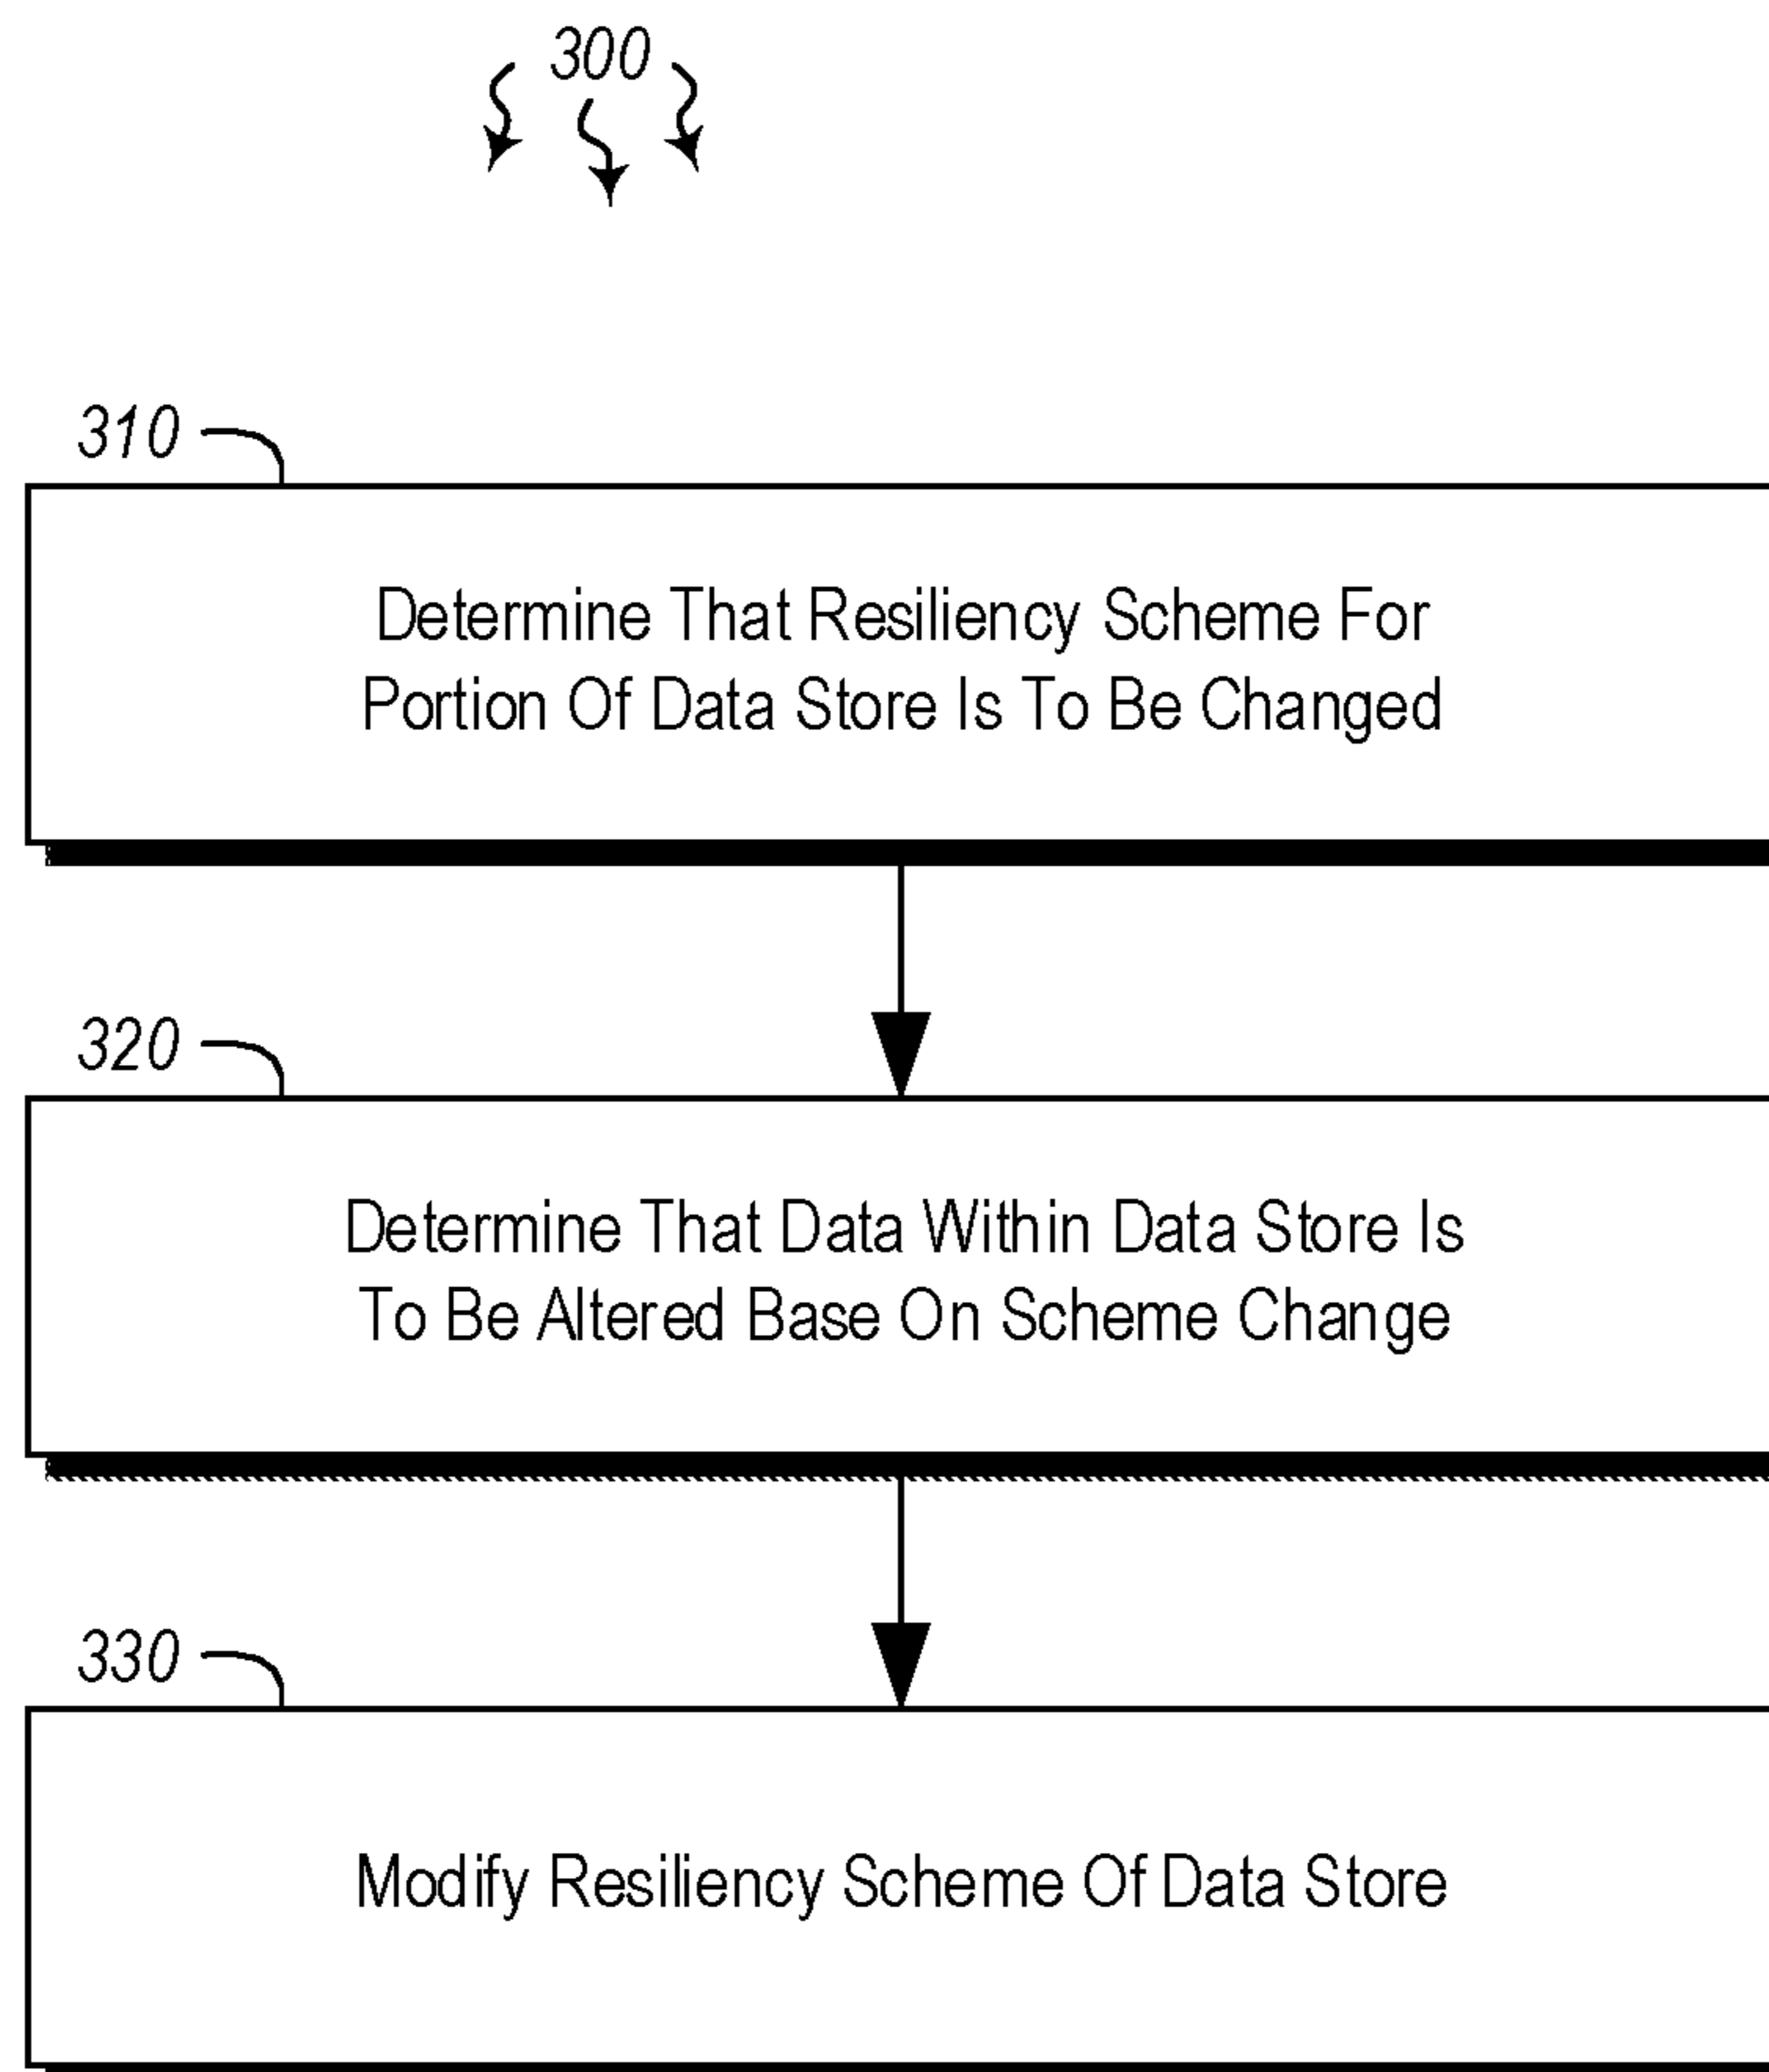 300
310
Determine That Resiliency Scheme For
Portion Of Data Store Is To Be Changed
320
Determine That Data Within Data Store Is
To Be Altered Base On Scheme Change
330
Modify Resiliency Scheme Of Data Store